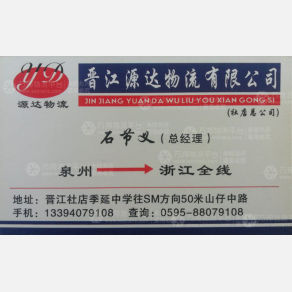 YD
源达物流
晋江源达物流有限公司
JIN JIANG YUAN DA WU LIU YOU XIAN GONG SI
(社店总公司)
石节义(总经理)
泉州 → 浙江全线
地址：晋江社店季延中学往SM方向50米山仔中路
手机：13394079108 查询：0595-88079108